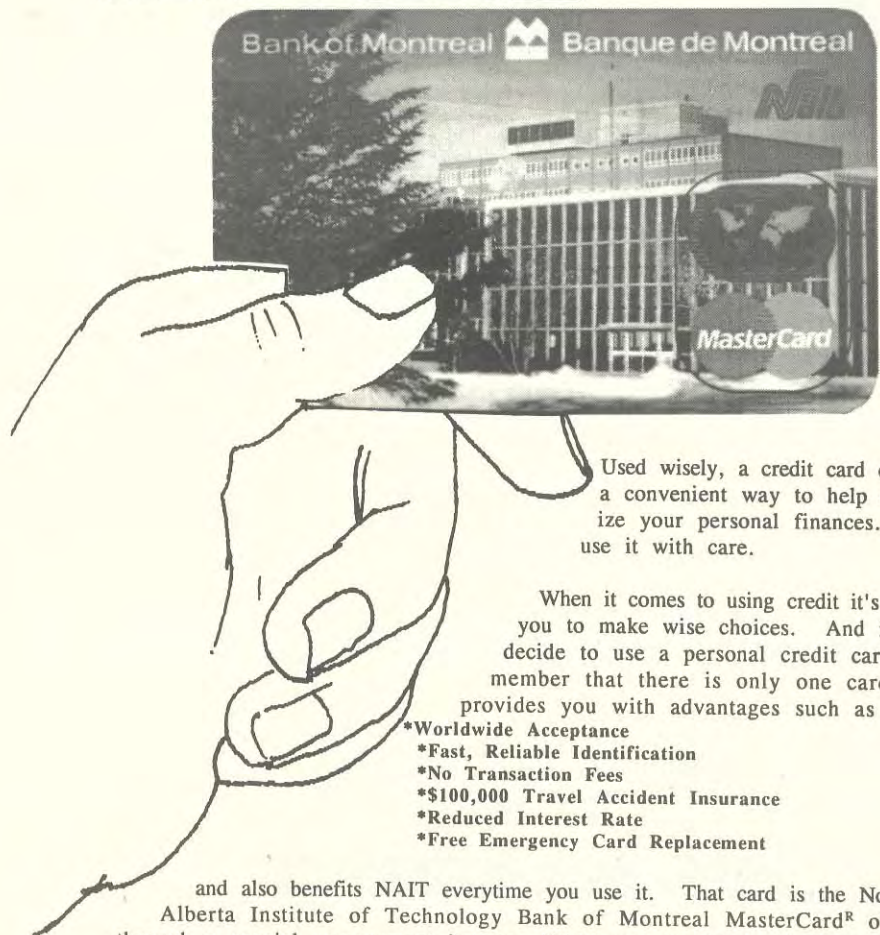 Bank of Montreal Banque de Montreal
Nait
MasterCard
Used wisely, a credit card
a convenient way to help
ize your personal finances.
use it with care.
When it comes to using credit it's
you to make wise choices. And
decide to use a personal credit car
member that there is only one card
provides you with advantages such as
*Worldwide Acceptance
*Fast, Reliable Identification
*No Transaction Fees
*$100,000 Travel Accident Insurance
*Reduced Interest Rate
*Free Emergency Card Replacement
and also benefits NAIT everytime you use it. That card is the No
Alberta Institute of Technology Bank of Montreal MasterCardᴿ